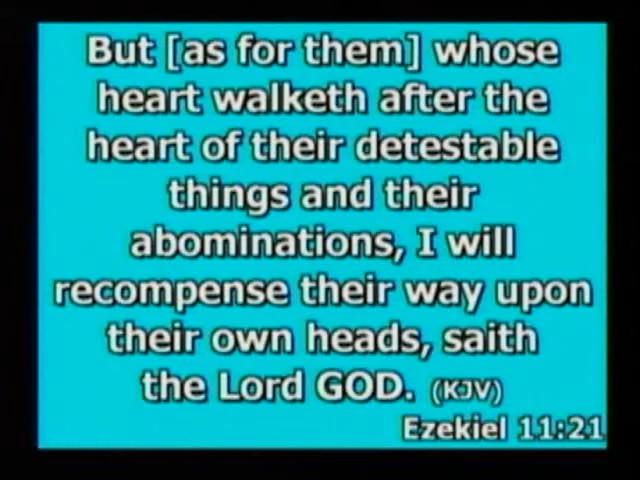 But [as for them] whose
heart walketh after the
heart of their detestable
things and their
abominations, I will
recompense their way upon
their own heads, saith
the Lord GOD. (KJV)
Ezekiel 11:21